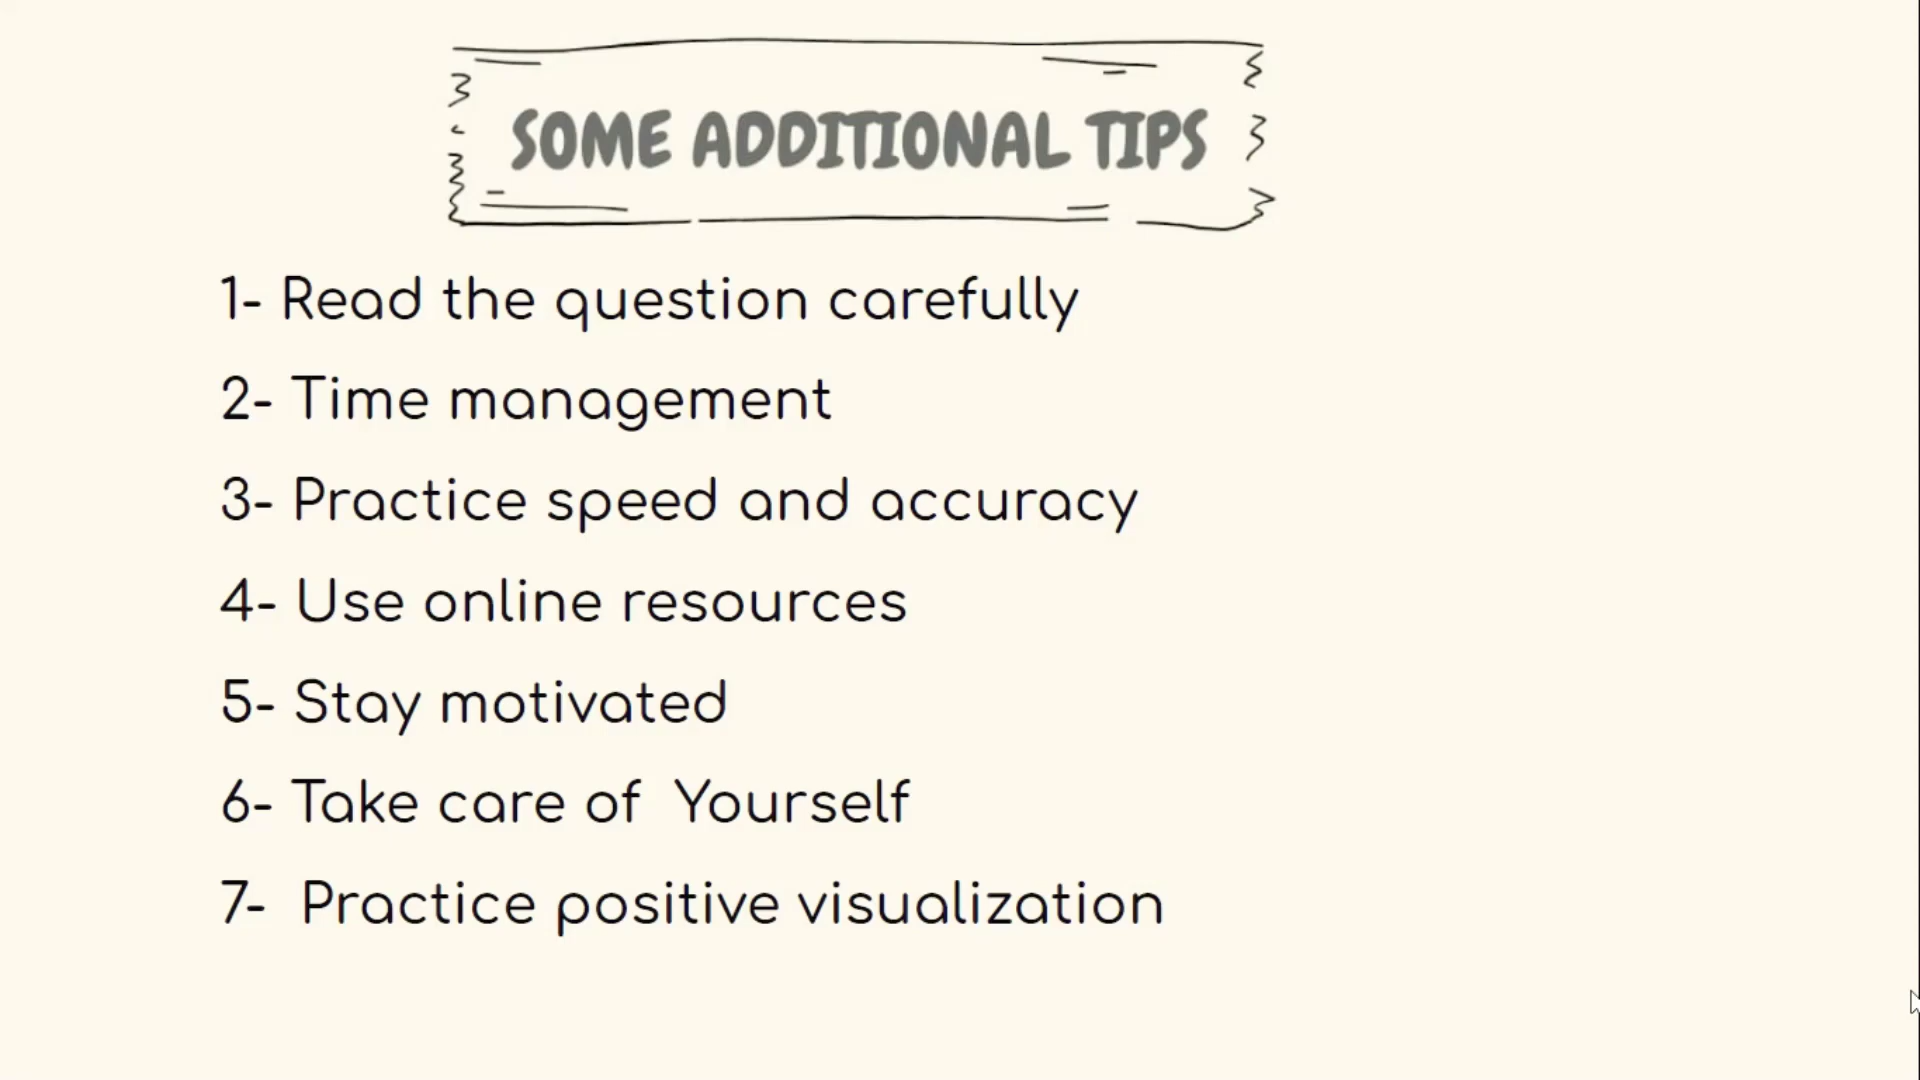 SOME ADDITIONAL TIPS
1- Read the question carefully
2- Time management
3- Practice speed and accuracy
4- Use online resources
5- Stay motivated
6- Take care of  Yourself
7-  Practice positive visualization